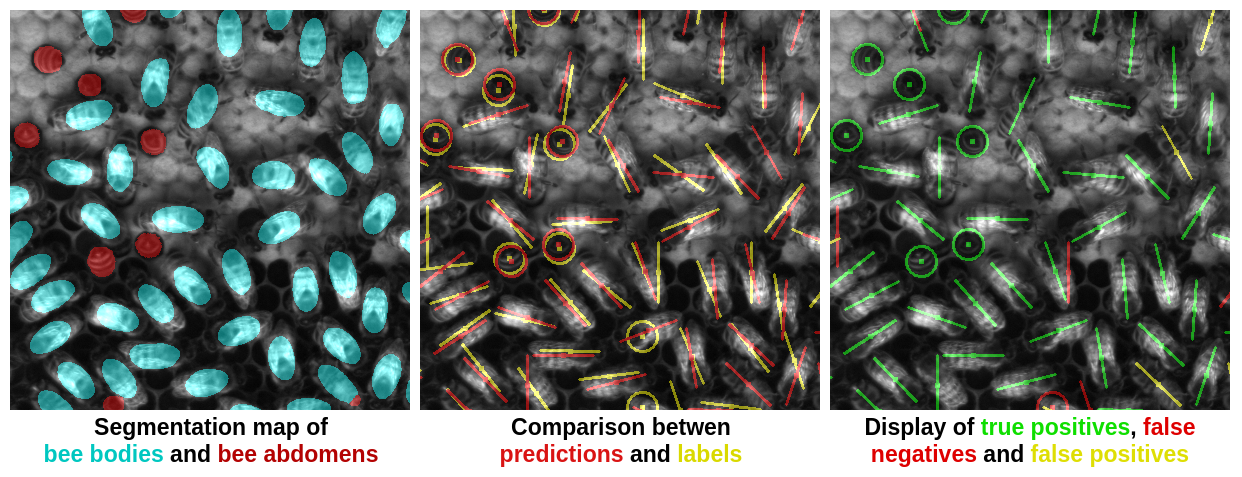 Segmentation map of
bee bodies and bee abdomens
Comparison betwen
predictions and labels
Display of true positives, false
negatives and false positives